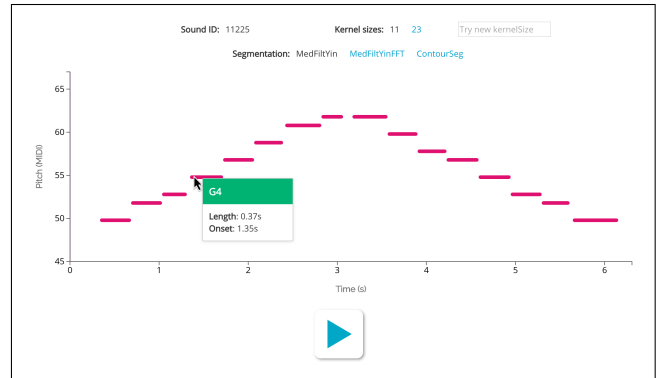 Sound ID: 11225 Kernel sizes: 11 23 Try new kernelSize
Segmentation: MedFiltYin MedFiltYinFFT ContourSeg
Pitch (MIDI)
65
60
55
50
45
G4
Length: 0.37s
Onset: 1.35s
0 1 2 3 4 5 6
Time (s)